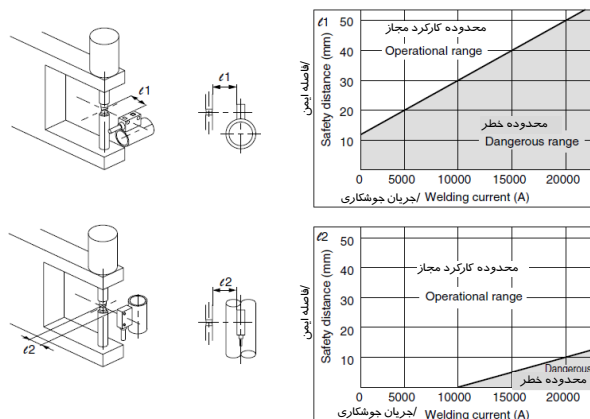 ℓ1
ℓ1
ℓ1
50
40
30
20
10
فاصله ایمن/
Safety distance (mm)
محدوده کارکرد مجاز
Operational range
محدوده خطر
Dangerous range
0 5000 10000 15000 20000
جریان جوشکاری/ Welding current (A)
ℓ2
ℓ2
ℓ2
50
40
30
20
10
فاصله ایمن/
Safety distance (mm)
محدوده کارکرد مجاز
Operational range
Dangerous
محدوده خطر
0 5000 10000 15000 20000
جریان جوشکاری/ Welding current (A)